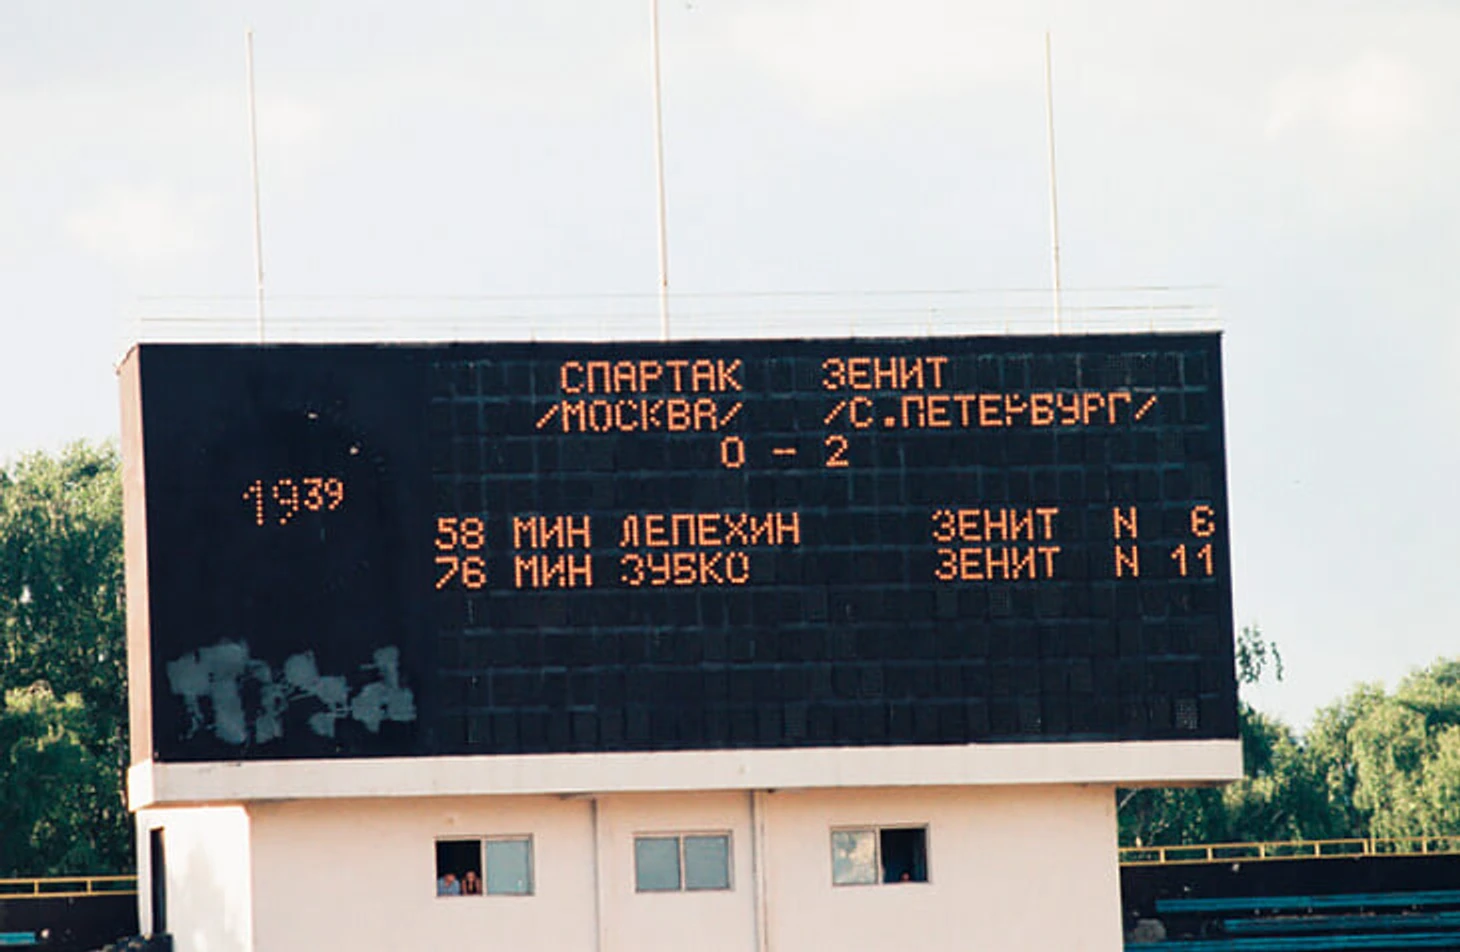 СПАРТАК ЗЕНИТ
/МОСКВА/ /С.ПЕТЕРБУРГ/
0 - 2
1939
58 МИН ЛЕПЕХИН ЗЕНИТ N 6
76 МИН ЗУБКО ЗЕНИТ N 11